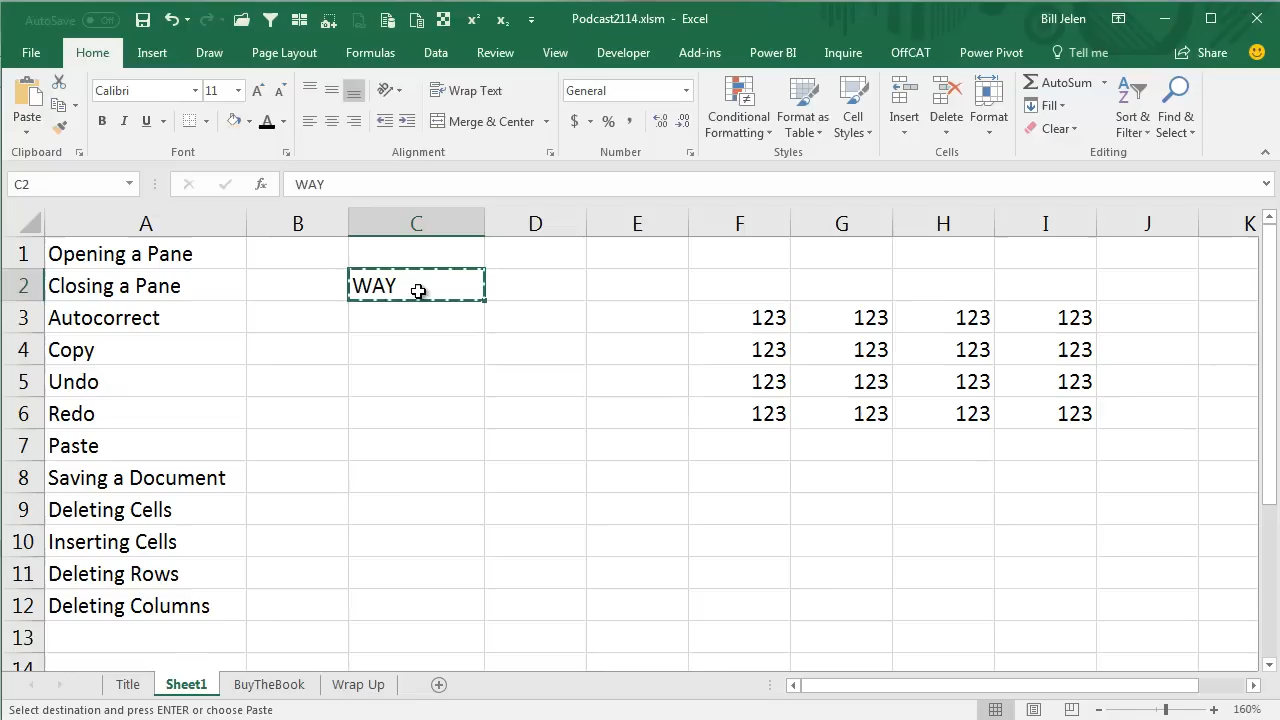 AutoSave Off Podcast2114.xlsm - Excel Bill Jelen
File Home Insert Draw Page Layout Formulas Data Review View Developer Add-ins Power BI Inquire OffCAT Power Pivot Tell me Share
Paste
Clipboard
Calibri 11
B I U
Font
Wrap Text
Merge & Center
Alignment
General
$ % ,
Number
Conditional Formatting
Format as Table
Cell Styles
Styles
Insert Delete Format
Cells
AutoSum
Fill
Clear
Sort & Filter
Find & Select
Editing
C2 fx WAY
A B C D E F G H I J K
1 Opening a Pane
2 Closing a Pane WAY
3 Autocorrect 123 123 123 123
4 Copy 123 123 123 123
5 Undo 123 123 123 123
6 Redo 123 123 123 123
7 Paste
8 Saving a Document
9 Deleting Cells
10 Inserting Cells
11 Deleting Rows
12 Deleting Columns
13
14
Title Sheet1 BuyTheBook Wrap Up
Select destination and press ENTER or choose Paste 160%